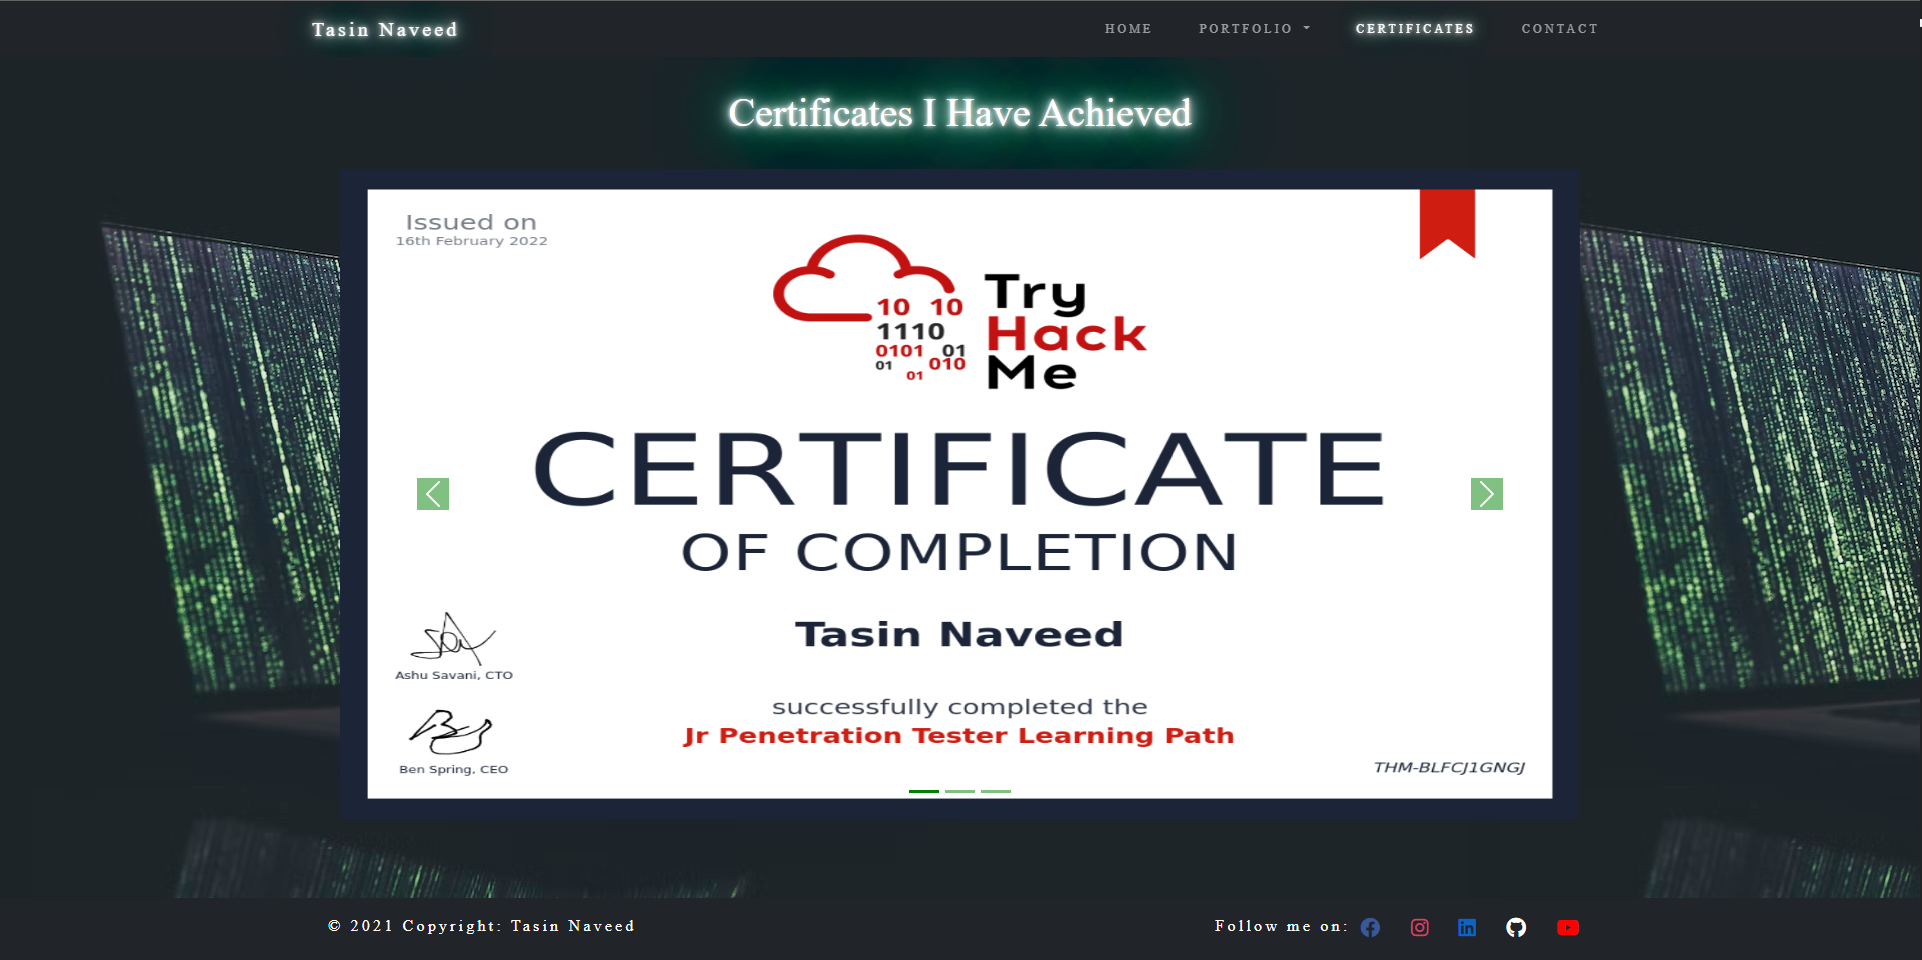 Tasin Naveed
HOME PORTFOLIO CERTIFICATES CONTACT
Certificates I Have Achieved
Issued on
16th February 2022
10 10
1110
0101 01
01 010
01
Try
Hack
Me
CERTIFICATE
OF COMPLETION
Tasin Naveed
successfully completed the
Jr Penetration Tester Learning Path
Ashu Savani, CTO
Ben Spring, CEO
THM-BLFCJ1GNGJ
© 2021 Copyright: Tasin Naveed
Follow me on: